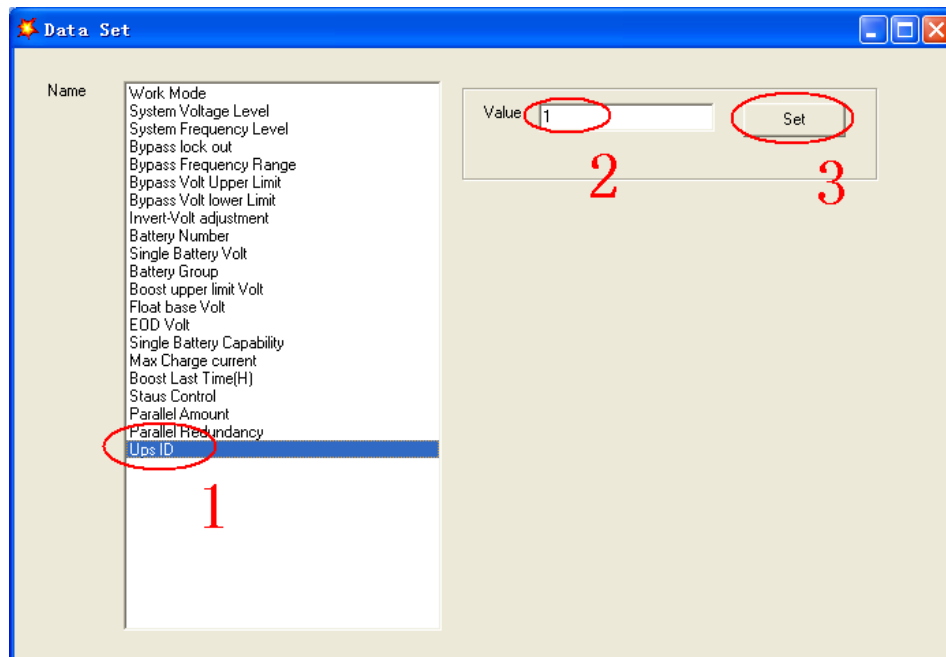 Data Set
Name
Work Mode
System Voltage Level
System Frequency Level
Bypass lock out
Bypass Frequency Range
Bypass Volt Upper Limit
Bypass Volt lower Limit
Invert-Volt adjustment
Battery Number
Single Battery Volt
Battery Group
Boost upper limit Volt
Float base Volt
EOD Volt
Single Battery Capability
Max Charge current
Boost Last Time(H)
Staus Control
Parallel Amount
Parallel Redundancy
Ups ID
1
Value 1 Set
2 3